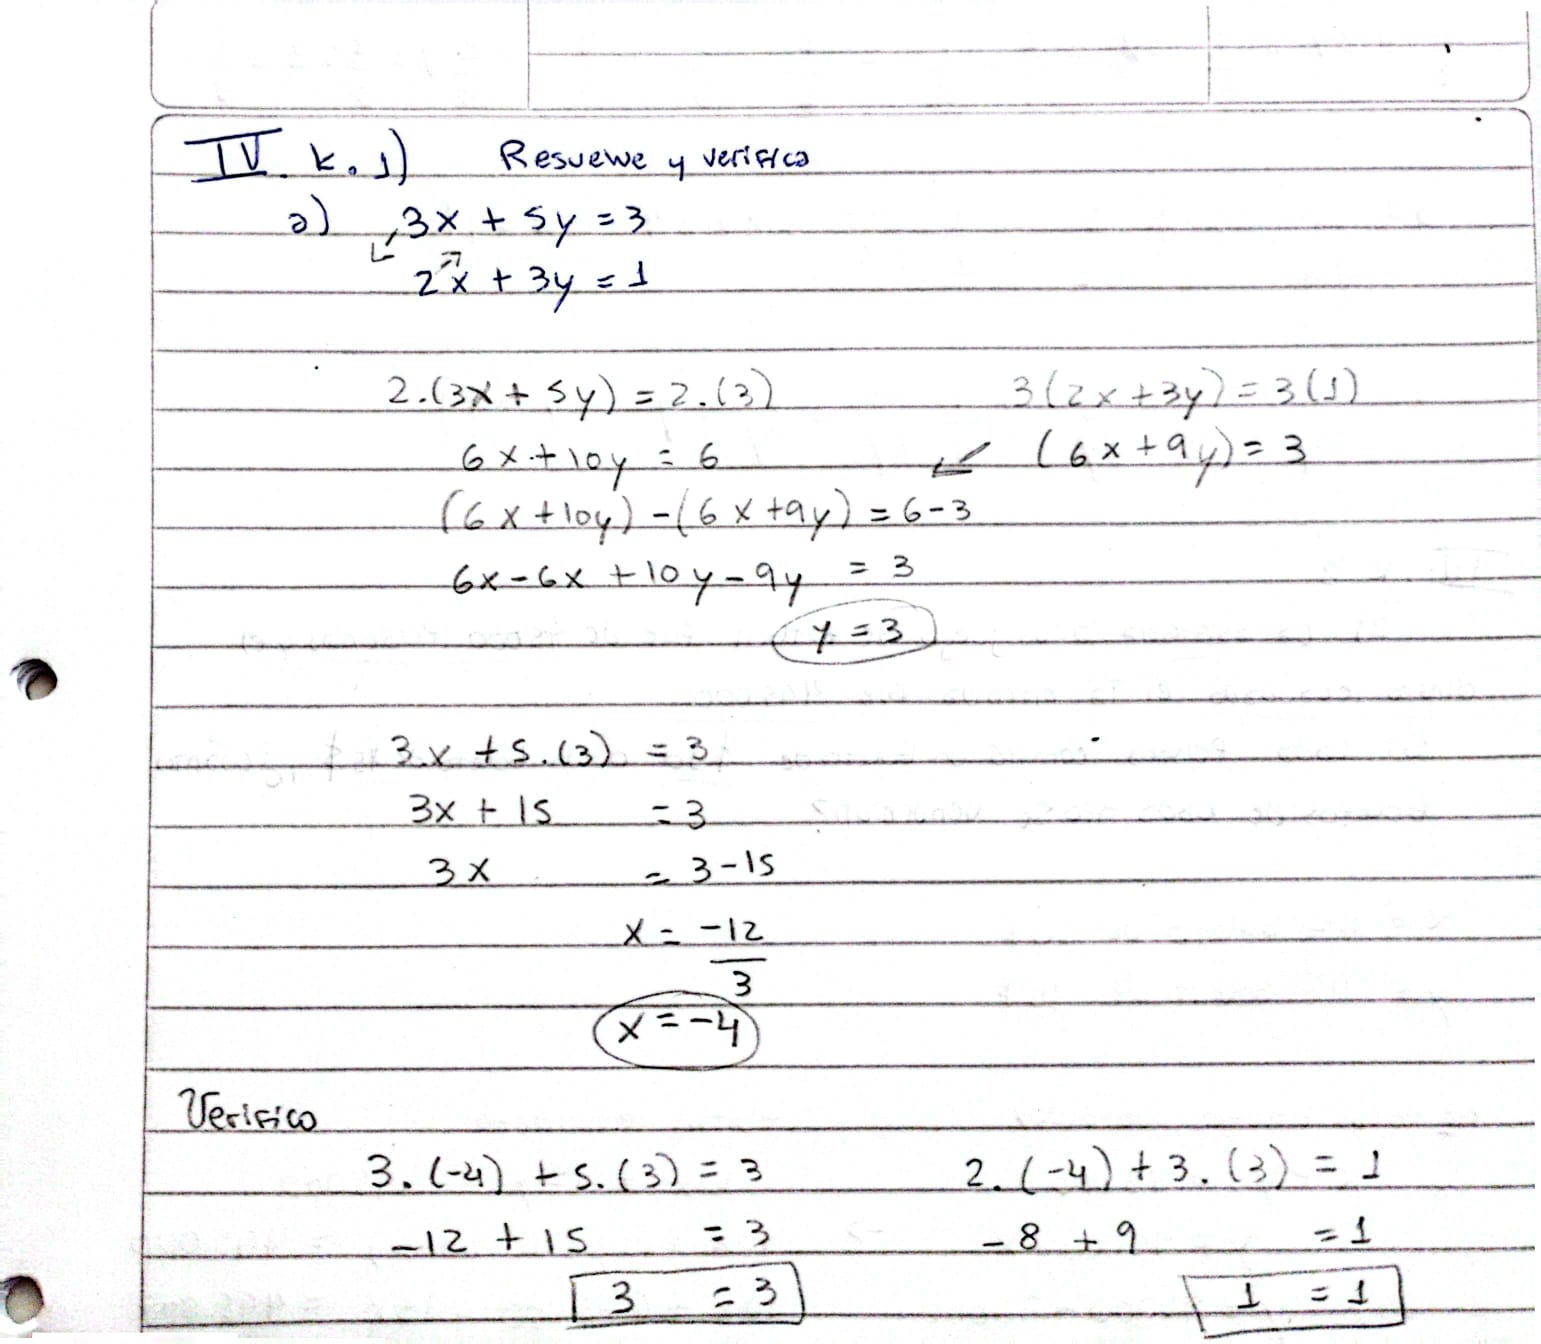 IV. k. 1) Resuelve y verifica
a) 3x + 5y = 3
2x + 3y = 1
2.(3x + 5y) = 2.(3) 3(2x+3y) = 3(1)
6x + 10y = 6 (6x + 9y) = 3
(6x + 10y) - (6x + 9y) = 6-3
6x - 6x + 10y - 9y = 3
y = 3
3x + 5.(3) = 3
3x + 15 = 3
3x = 3-15
x = -12
3
x = -4
Verifico
3.(-4) + 5.(3) = 3 2.(-4) + 3.(3) = 1
-12 + 15 = 3 -8 + 9 = 1
3 = 3 1 = 1